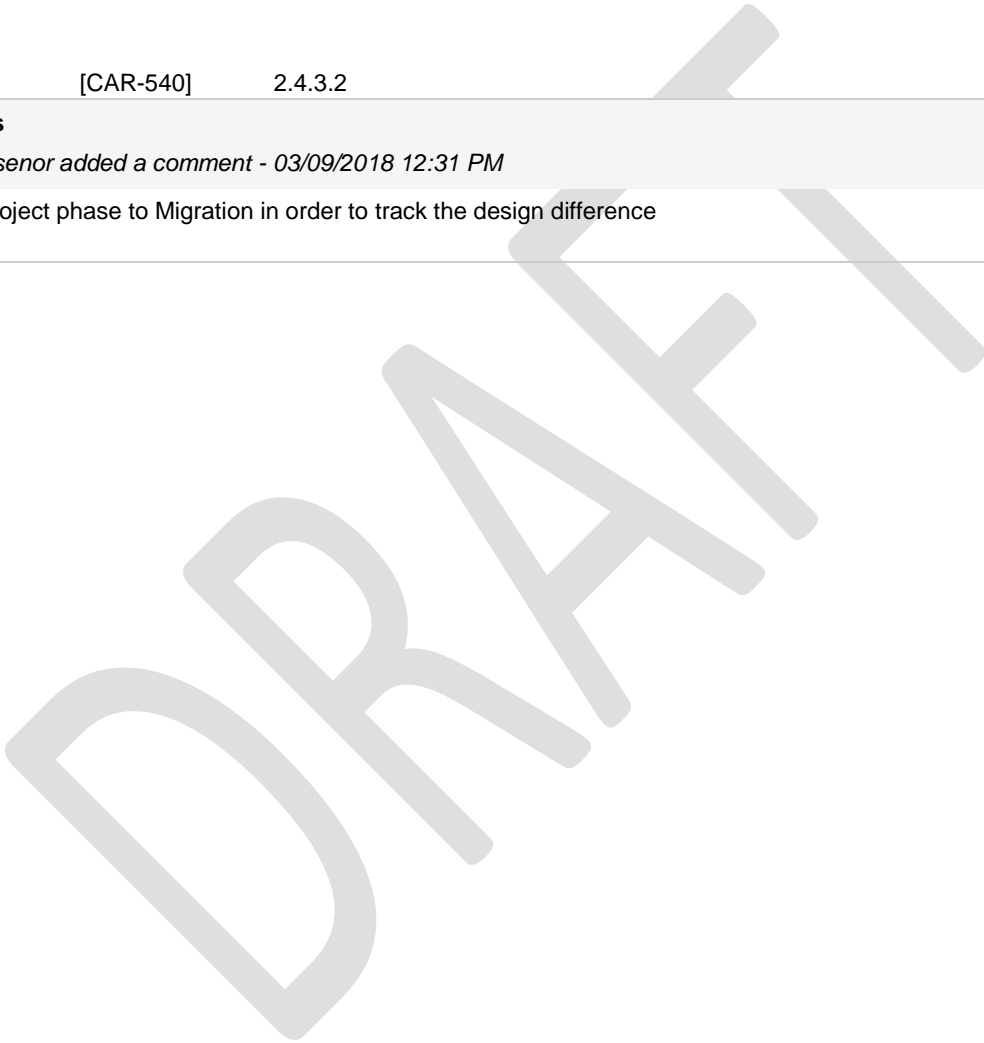 [CAR-540] 2.4.3.2
s
senor added a comment - 03/09/2018 12:31 PM
oject phase to Migration in order to track the design difference
DRAFT